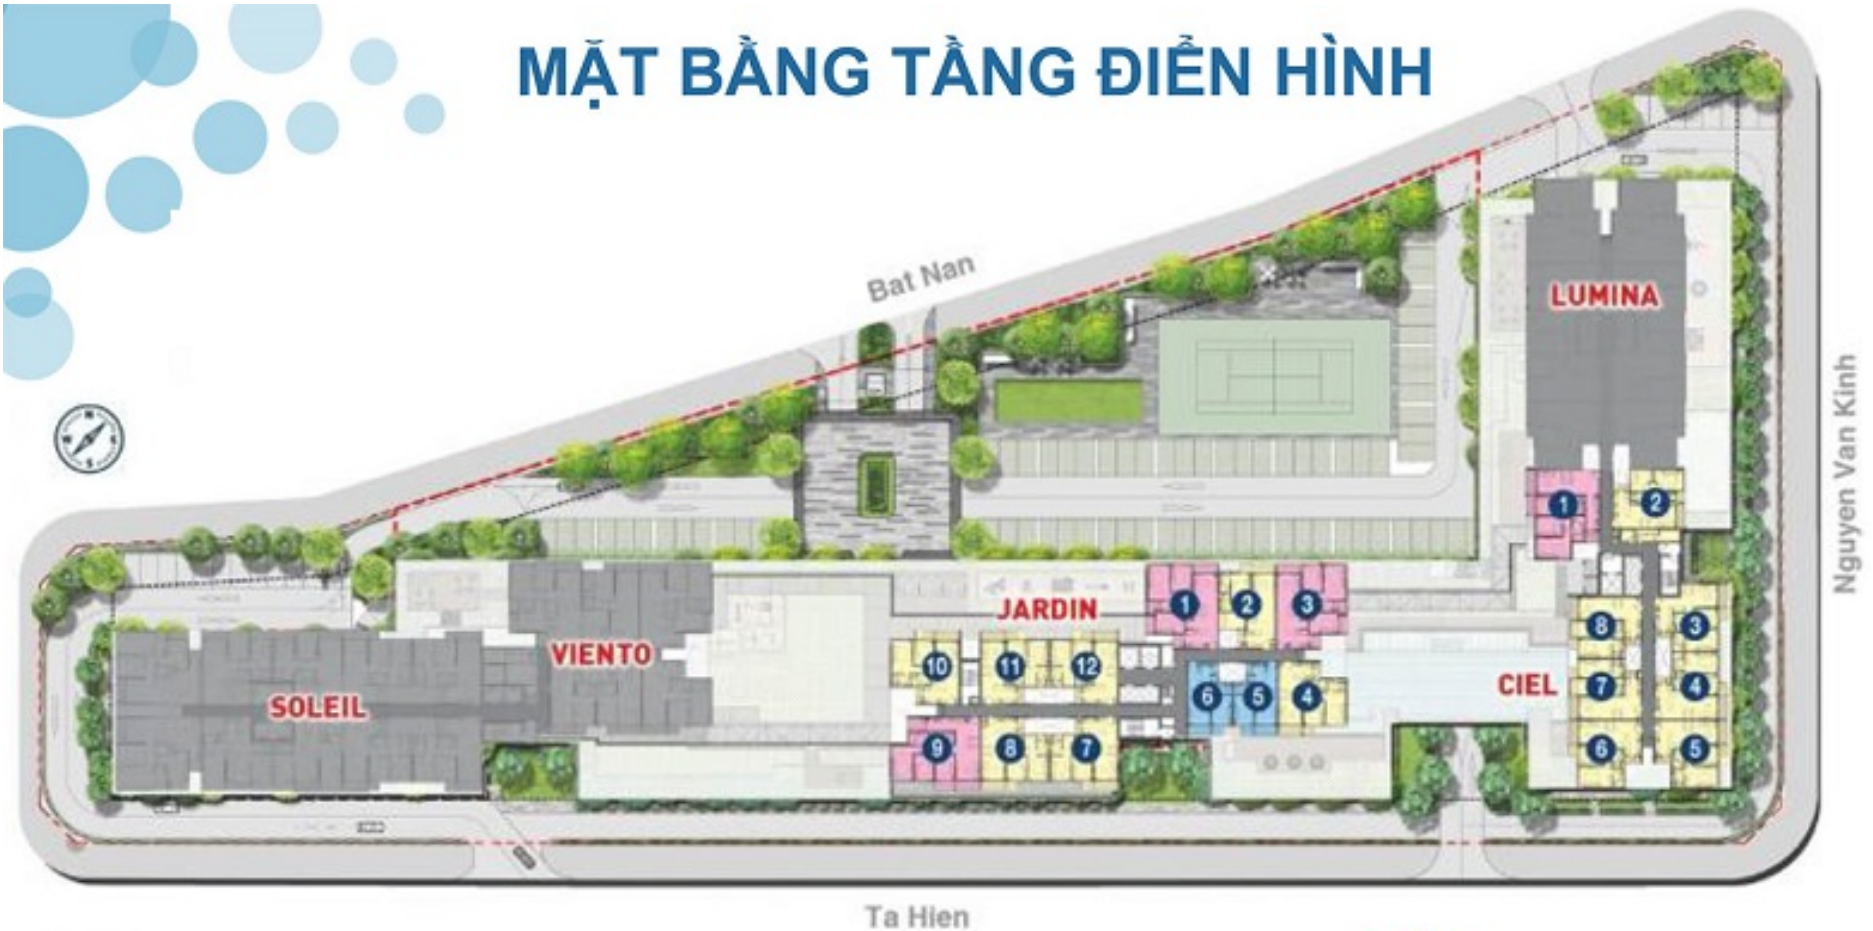 MẶT BẰNG TẦNG ĐIỂN HÌNH
Bat Nan
LUMINA
Nguyen Van Kinh
1
2
JARDIN
1
2
3
8
3
VIENTO
10
11
12
SOLEIL
6
5
4
CIEL
7
4
9
8
7
6
5
Ta Hien